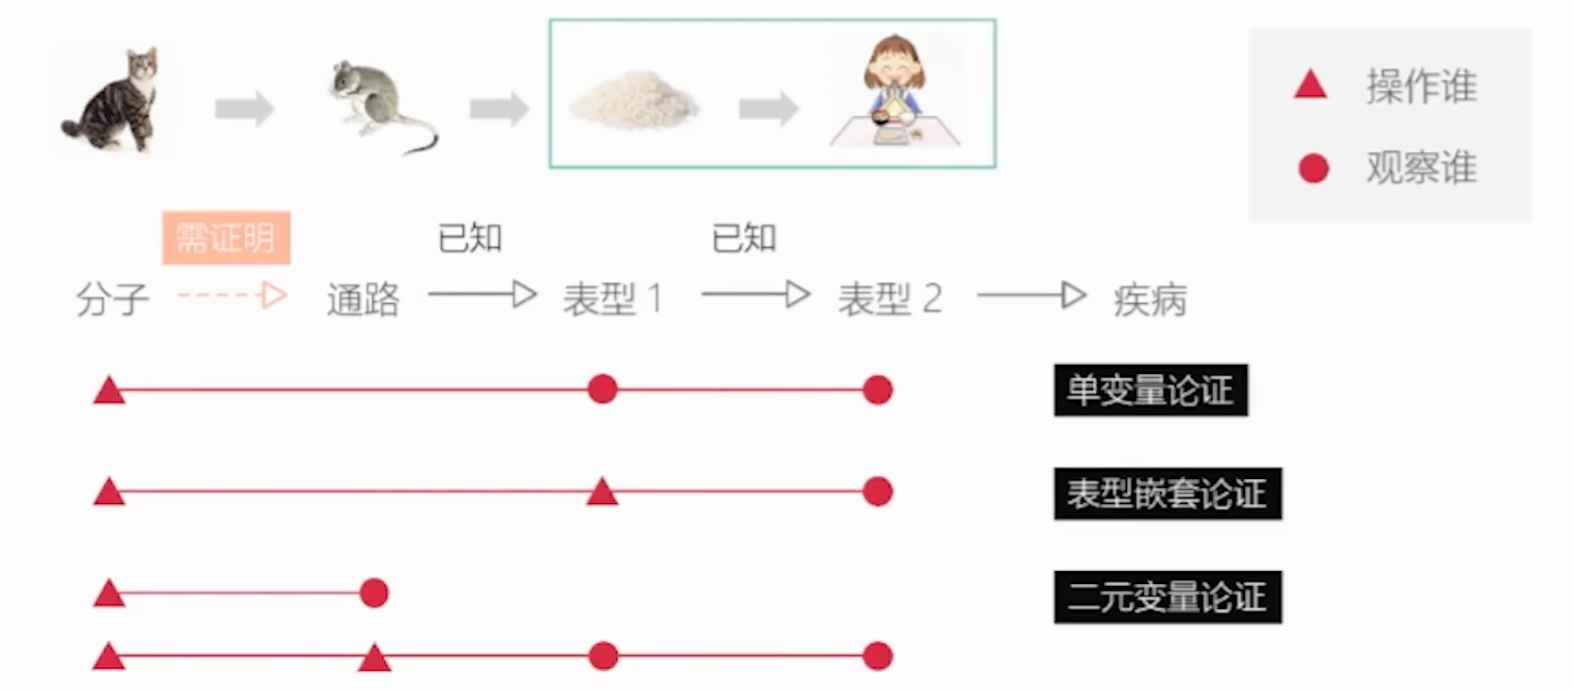 操作谁
观察谁
需证明
已知
已知
分子
通路
表型 1
表型 2
疾病
单变量论证
表型嵌套论证
二元变量论证